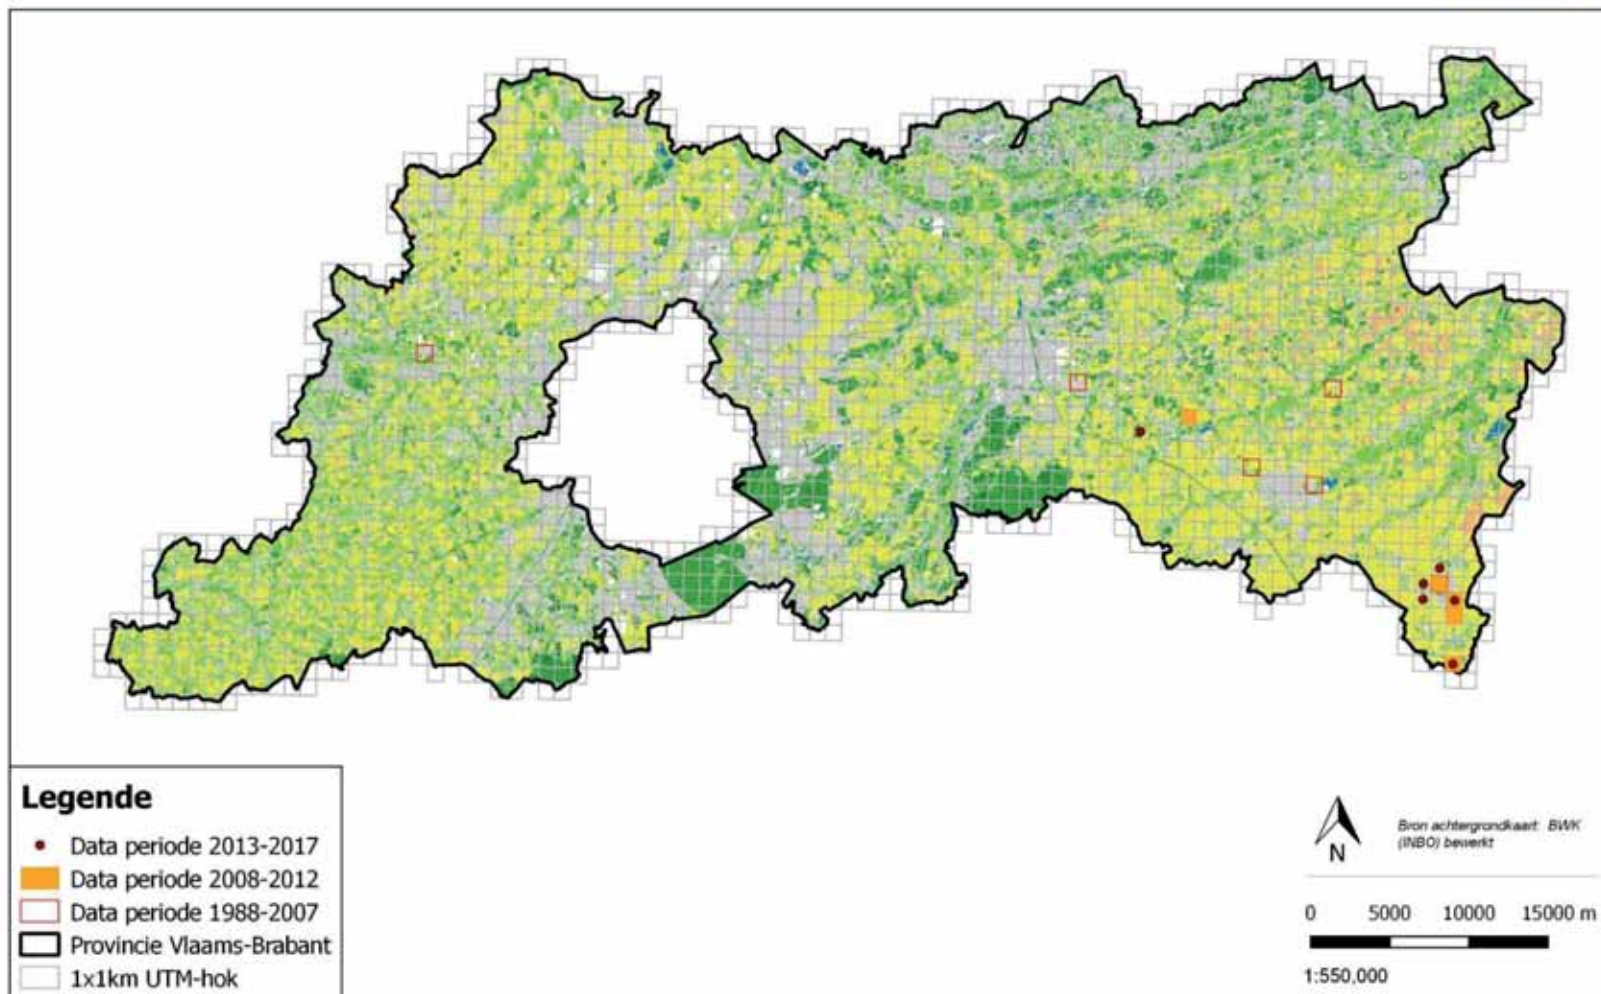 Legende
Data periode 2013-2017
Data periode 2008-2012
Data periode 1988-2007
Provincie Vlaams-Brabant
1x1km UTM-hok
N
Bron achtergrondkaart: BWK
(INBO) bewerkt
0 5000 10000 15000 m
1:550,000